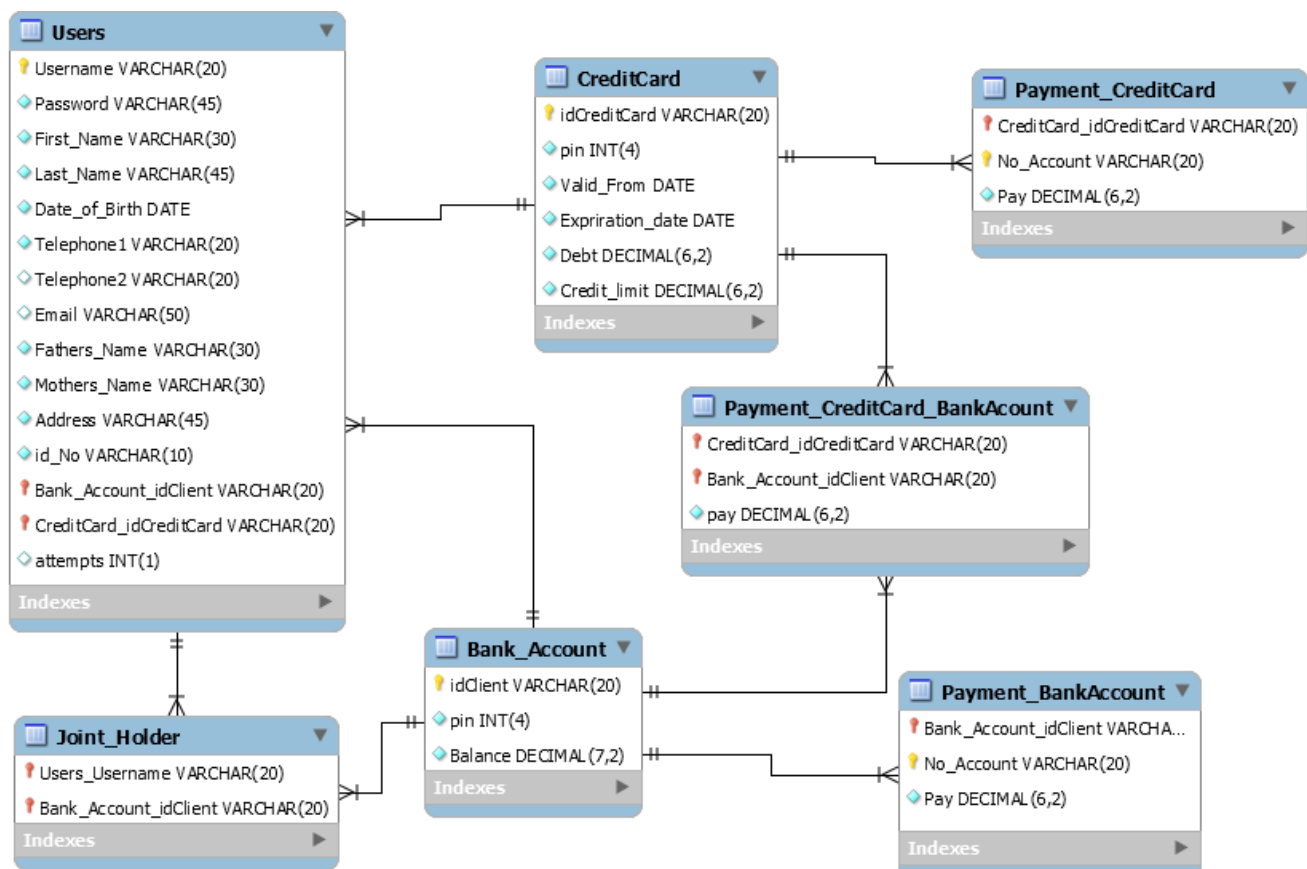 Users
Username VARCHAR(20)
Password VARCHAR(45)
First_Name VARCHAR(30)
Last_Name VARCHAR(45)
Date_of_Birth DATE
Telephone1 VARCHAR(20)
Telephone2 VARCHAR(20)
Email VARCHAR(50)
Fathers_Name VARCHAR(30)
Mothers_Name VARCHAR(30)
Address VARCHAR(45)
id_No VARCHAR(10)
Bank_Account_idClient VARCHAR(20)
CreditCard_idCreditCard VARCHAR(20)
attempts INT(1)
Indexes
CreditCard
idCreditCard VARCHAR(20)
pin INT(4)
Valid_From DATE
Expriration_date DATE
Debt DECIMAL(6,2)
Credit_limit DECIMAL(6,2)
Indexes
Payment_CreditCard
CreditCard_idCreditCard VARCHAR(20)
No_Account VARCHAR(20)
Pay DECIMAL(6,2)
Indexes
Payment_CreditCard_BankAcount
CreditCard_idCreditCard VARCHAR(20)
Bank_Account_idClient VARCHAR(20)
pay DECIMAL(6,2)
Indexes
Joint_Holder
Users_Username VARCHAR(20)
Bank_Account_idClient VARCHAR(20)
Indexes
Bank_Account
idClient VARCHAR(20)
pin INT(4)
Balance DECIMAL(7,2)
Indexes
Payment_BankAccount
Bank_Account_idClient VARCHA...
No_Account VARCHAR(20)
Pay DECIMAL(6,2)
Indexes